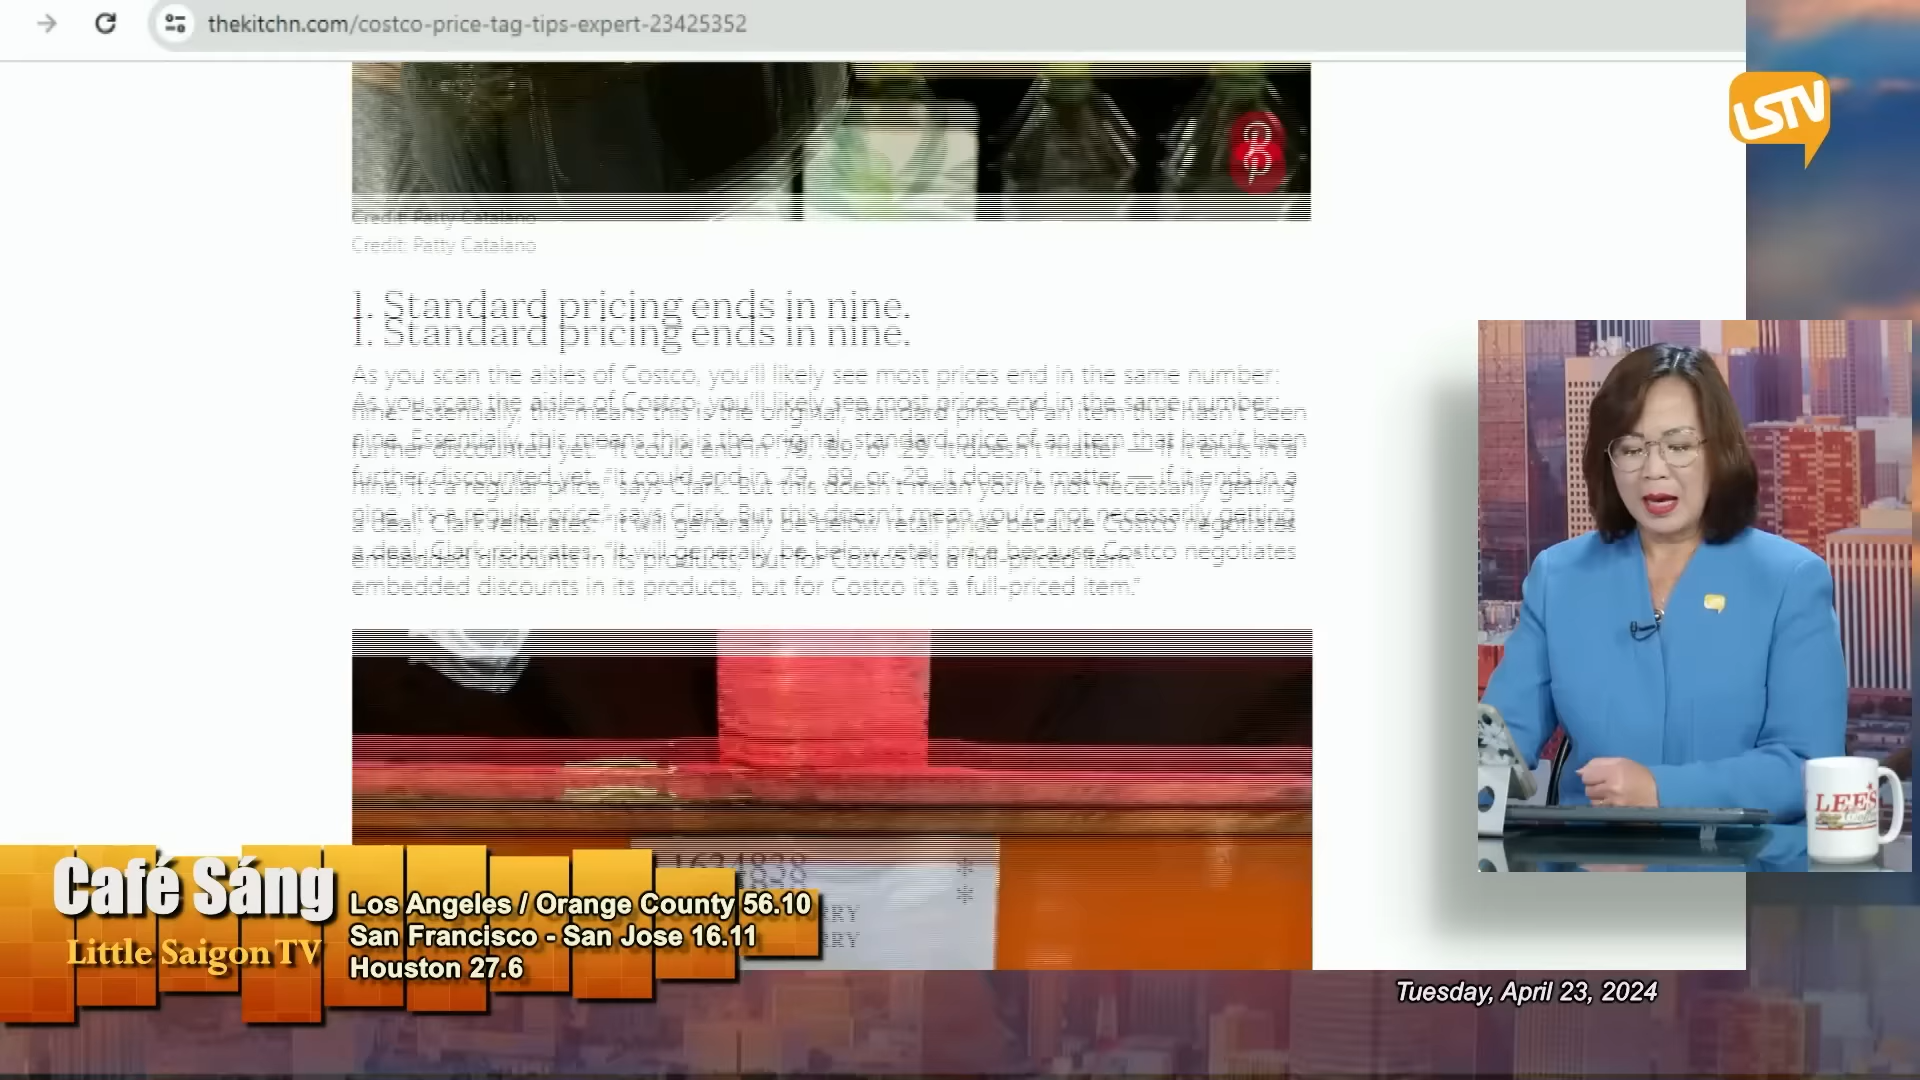 thekitchn.com/costco-price-tag-tips-expert-23425352
LSTV
Credit: Patty Catalano
1. Standard pricing ends in nine.
As you scan the aisles of Costco, you'll likely see most prices end in the same number:
nine. Essentially, this means this is the original, standard price of an item that hasn't been
further discounted yet. "It could end in .79, .89, or .29. It doesn't matter — if it ends in a
nine, it's a regular price," says Clark. But this doesn't mean you're not necessarily getting
a deal, Clark reiterates. "It will generally be below retail price because Costco negotiates
embedded discounts in its products, but for Costco it's a full-priced item."
1634838
*
RRY
LEE'S
Café Sáng
Little Saigon TV
Los Angeles / Orange County 56.10
San Francisco - San Jose 16.11
Houston 27.6
Tuesday, April 23, 2024